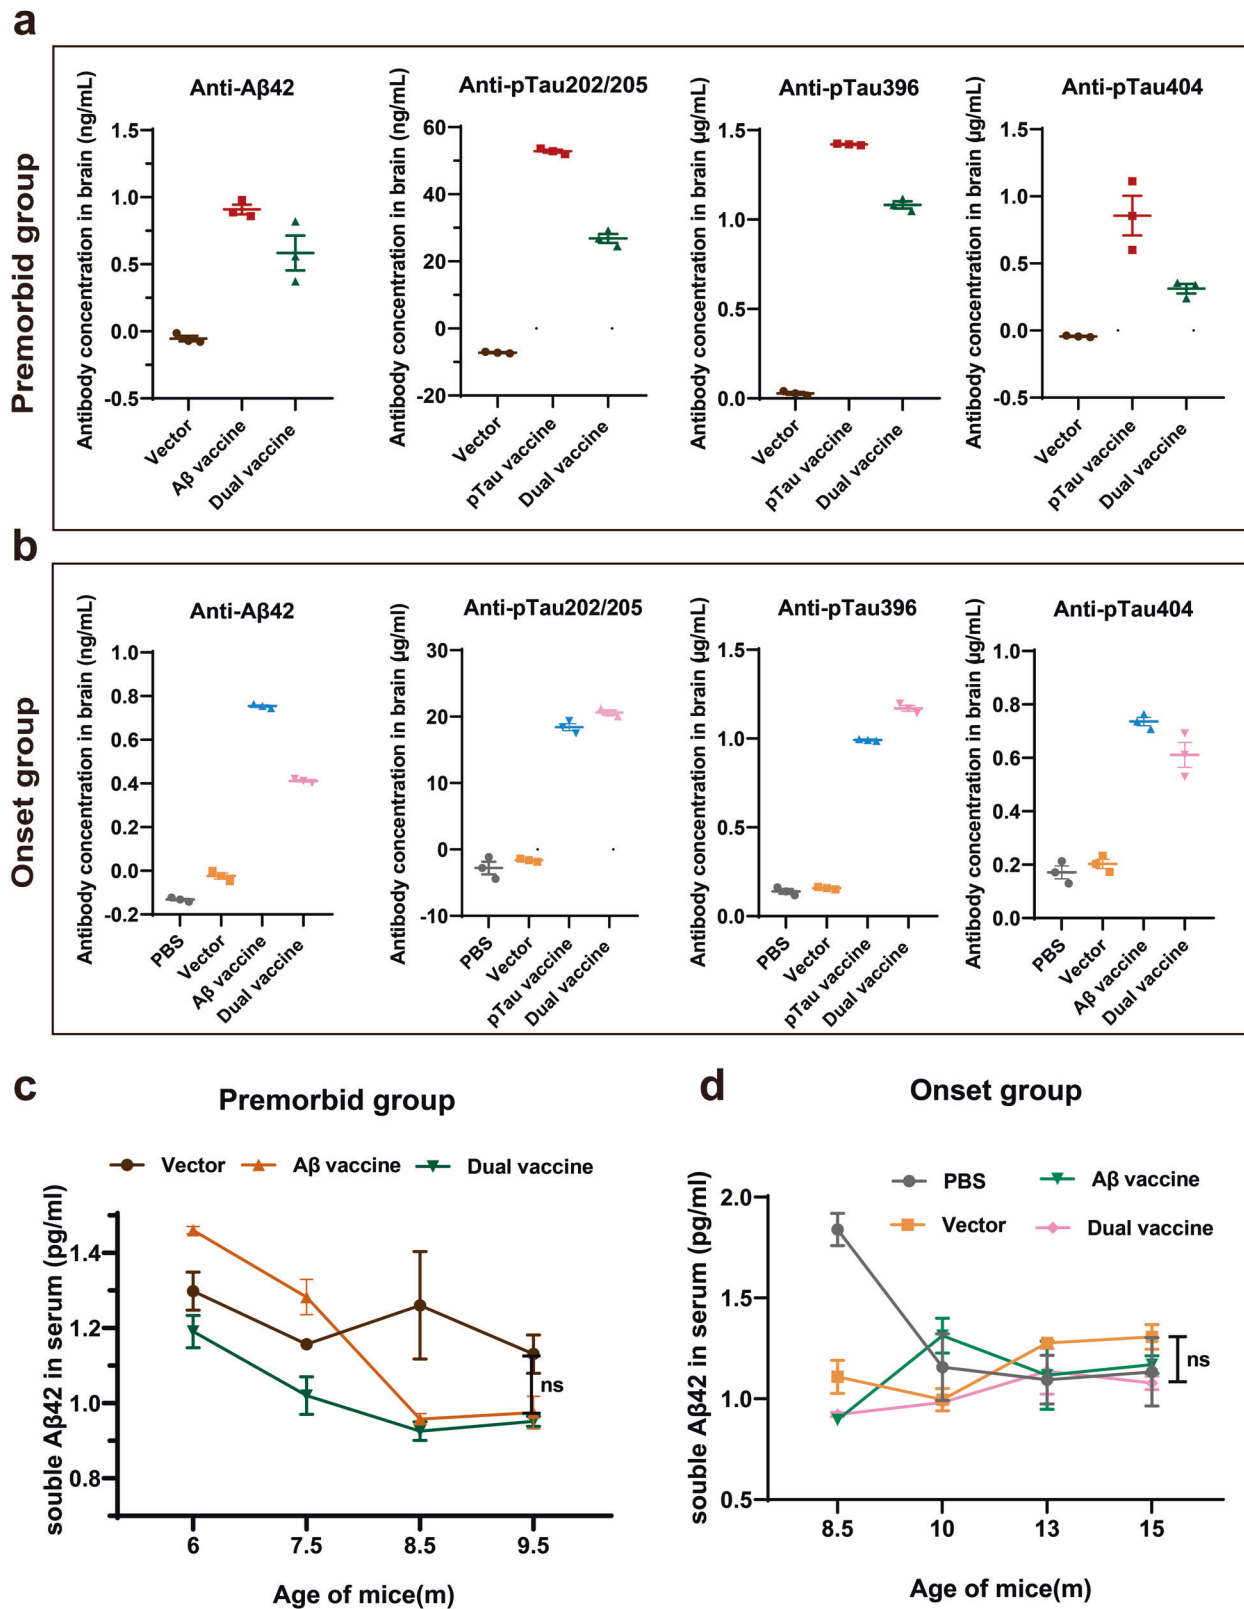 a
Premorbid group
Anti-Aβ42
Antibody concentration in brain (ng/mL)
1.5
1.0
0.5
0.0
-0.5
Vector
Aβ vaccine
Dual vaccine
Anti-pTau202/205
Antibody concentration in brain (ng/mL)
60
40
20
0
-20
Vector
pTau vaccine
Dual vaccine
Anti-pTau396
Antibody concentration in brain (µg/mL)
1.5
1.0
0.5
0.0
Vector
pTau vaccine
Dual vaccine
Anti-pTau404
Antibody concentration in brain (µg/mL)
1.5
1.0
0.5
0.0
-0.5
Vector
pTau vaccine
Dual vaccine
b
Onset group
Anti-Aβ42
Antibody concentration in brain (ng/mL)
1.0
0.8
0.6
0.4
0.2
0.0
-0.2
PBS
Vector
Aβ vaccine
Dual vaccine
Anti-pTau202/205
Antibody concentration in brain (µg/ml)
30
20
10
0
-10
PBS
Vector
pTau vaccine
Dual vaccine
Anti-pTau396
Antibody concentration in brain (µg/mL)
1.5
1.0
0.5
0.0
PBS
Vector
pTau vaccine
Dual vaccine
Anti-pTau404
Antibody concentration in brain (µg/mL)
1.0
0.8
0.6
0.4
0.2
0.0
PBS
Vector
Aβ vaccine
Dual vaccine
c
Premorbid group
Vector
Aβ vaccine
Dual vaccine
souble Aβ42 in serum (pg/ml)
1.4
1.2
1.0
0.8
ns
6
7.5
8.5
9.5
Age of mice(m)
d
Onset group
PBS
Aβ vaccine
Vector
Dual vaccine
souble Aβ42 in serum (pg/ml)
2.0
1.5
1.0
0.5
ns
8.5
10
13
15
Age of mice(m)